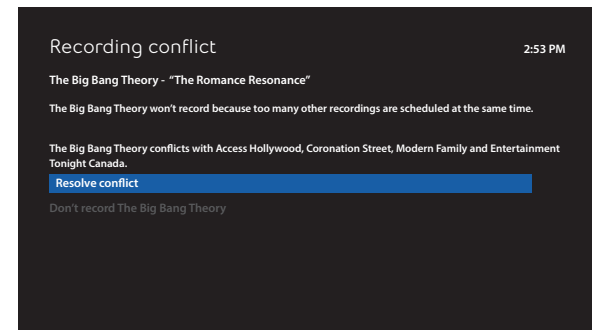 Recording conflict
2:53 PM
The Big Bang Theory - “The Romance Resonance”
The Big Bang Theory won’t record because too many other recordings are scheduled at the same time.
The Big Bang Theory conflicts with Access Hollywood, Coronation Street, Modern Family and Entertainment
Tonight Canada.
Resolve conflict
Don’t record The Big Bang Theory